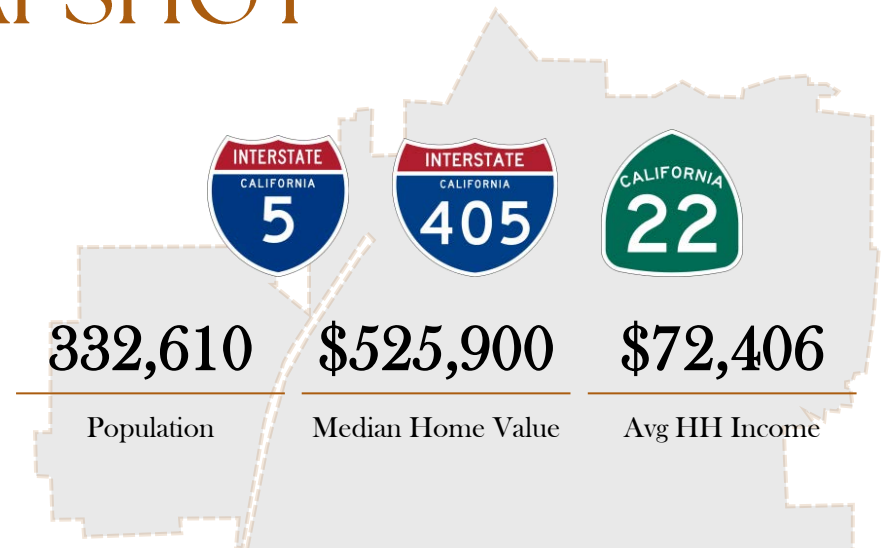 INTERSTATE
CALIFORNIA
5
INTERSTATE
CALIFORNIA
405
CALIFORNIA
22
332,610
$525,900
$72,406
Population
Median Home Value
Avg HH Income